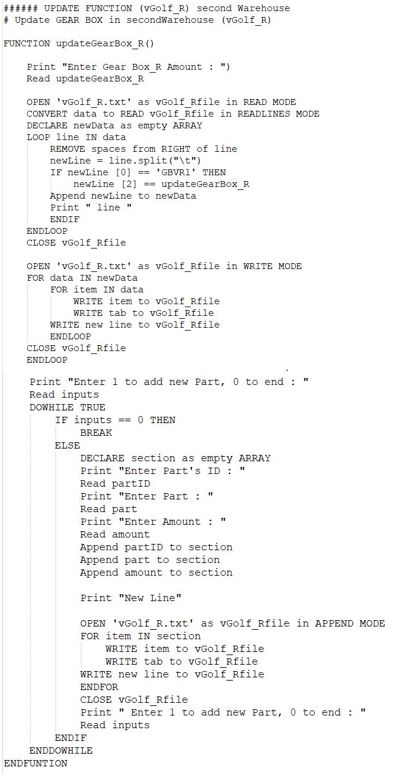 ###### UPDATE FUNCTION (vGolf_R) second Warehouse
# Update GEAR BOX in secondWarehouse (vGolf_R)
FUNCTION updateGearBox_R()
Print "Enter Gear Box_R Amount : ")
Read updateGearBox_R
OPEN 'vGolf_R.txt' as vGolf_Rfile in READ MODE
CONVERT data to READ vGolf_Rfile in READLINES MODE
DECLARE newData as empty ARRAY
LOOP line IN data
REMOVE spaces from RIGHT of line
newLine = line.split("\t")
IF newLine [0] == 'GBVR1' THEN
newLine [2] == updateGearBox_R
Append newLine to newData
Print " line "
ENDIF
ENDLOOP
CLOSE vGolf_Rfile
OPEN 'vGolf_R.txt' as vGolf_Rfile in WRITE MODE
FOR data IN newData
FOR item IN data
WRITE item to vGolf_Rfile
WRITE tab to vGolf_Rfile
WRITE new line to vGolf_Rfile
ENDLOOP
CLOSE vGolf_Rfile
ENDLOOP
Print "Enter 1 to add new Part, 0 to end : "
Read inputs
DOWHILE TRUE
IF inputs == 0 THEN
BREAK
ELSE
DECLARE section as empty ARRAY
Print "Enter Part's ID : "
Read partID
Print "Enter Part : "
Read part
Print "Enter Amount : "
Read amount
Append partID to section
Append part to section
Append amount to section
Print "New Line"
OPEN 'vGolf_R.txt' as vGolf_Rfile in APPEND MODE
FOR item IN section
WRITE item to vGolf_Rfile
WRITE tab to vGolf_Rfile
WRITE new line to vGolf_Rfile
ENDFOR
CLOSE vGolf_Rfile
Print " Enter 1 to add new Part, 0 to end : "
Read inputs
ENDIF
ENDDOWHILE
ENDFUNTION